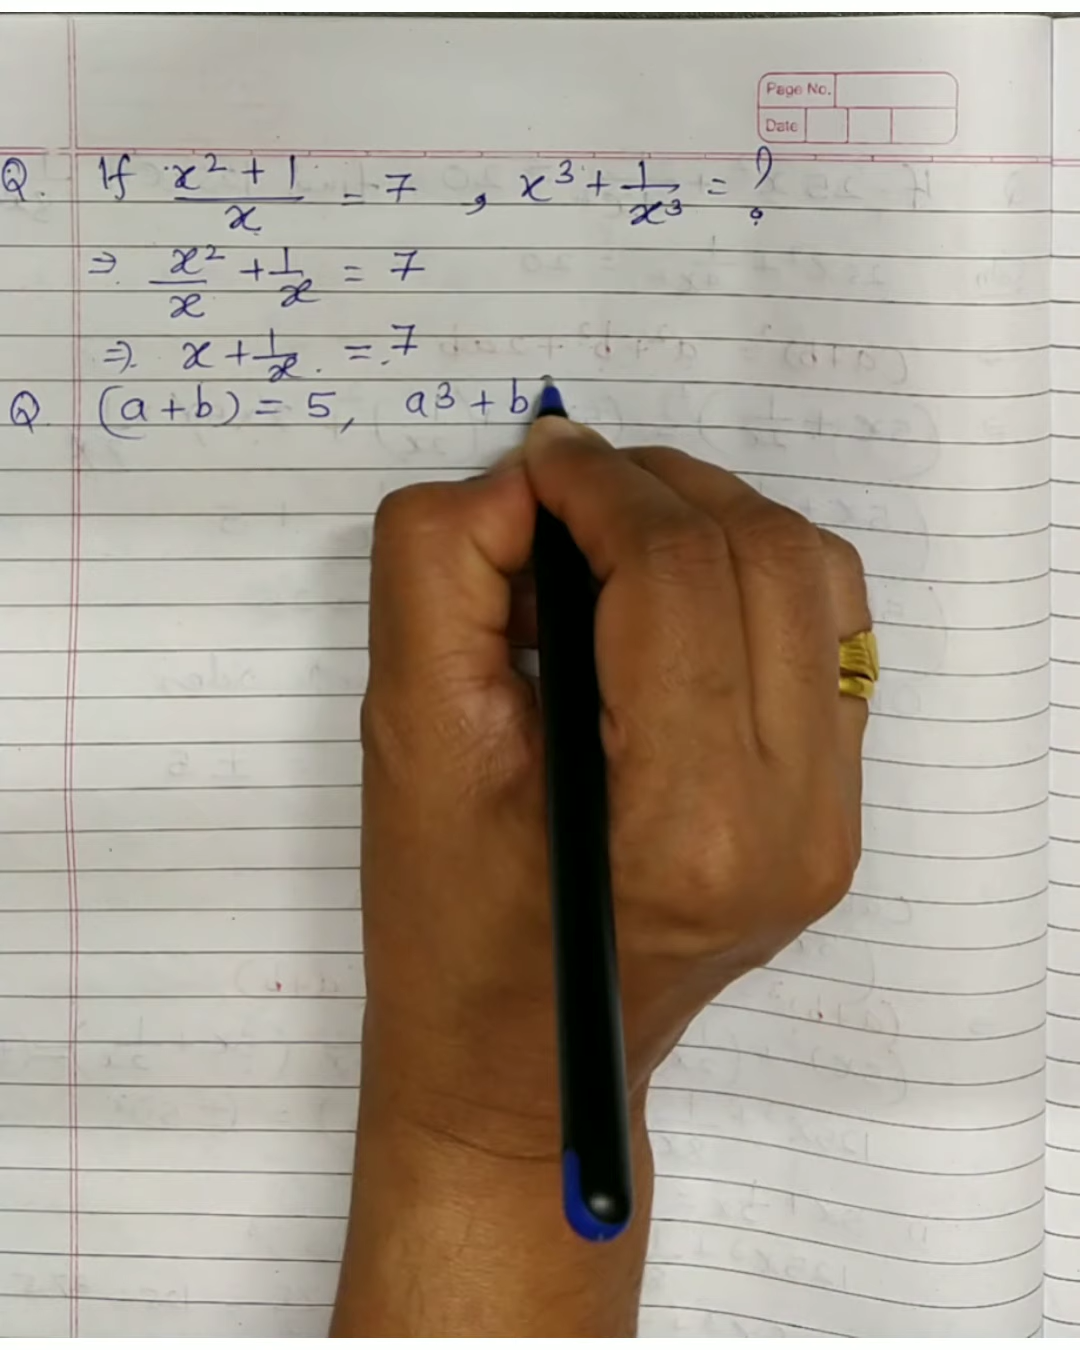 Page No.
Date
Q. If x² + 1 / x = 7 , x³ + 1/x³ = ?
⇒ x²/x + 1/x = 7
⇒ x + 1/x = 7
Q. (a + b) = 5, a³ + b